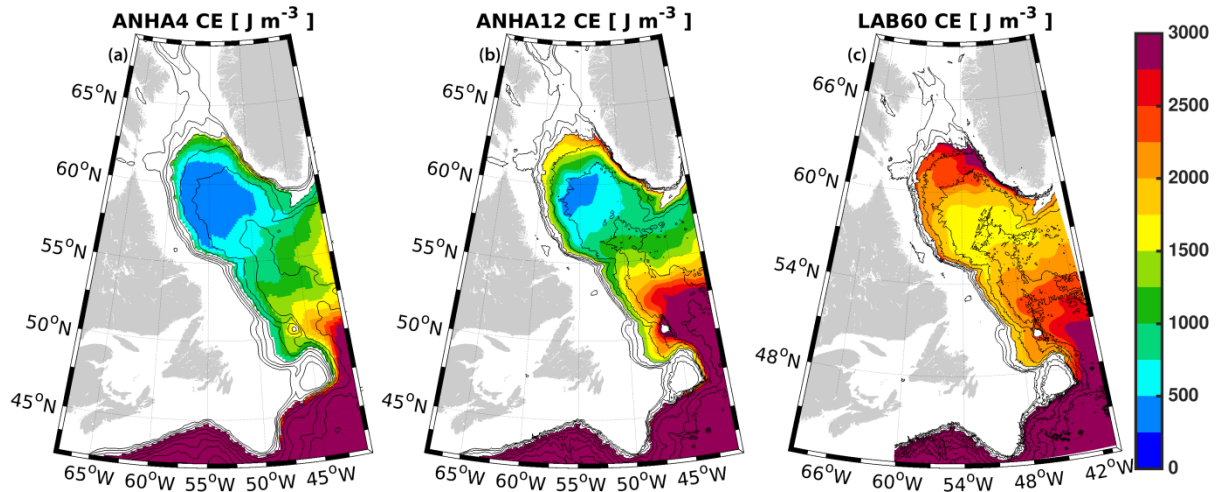 ANHA4 CE [ J m⁻³ ]
ANHA12 CE [ J m⁻³ ]
LAB60 CE [ J m⁻³ ]
(a)
65°N
60°N
55°N
50°N
45°N
65°W
60°W
55°W
50°W
45°W
(b)
65°N
60°N
55°N
50°N
45°N
65°W
60°W
55°W
50°W
45°W
(c)
66°N
60°N
54°N
48°N
66°W
60°W
54°W
48°W
42°W
3000
2500
2000
1500
1000
500
0